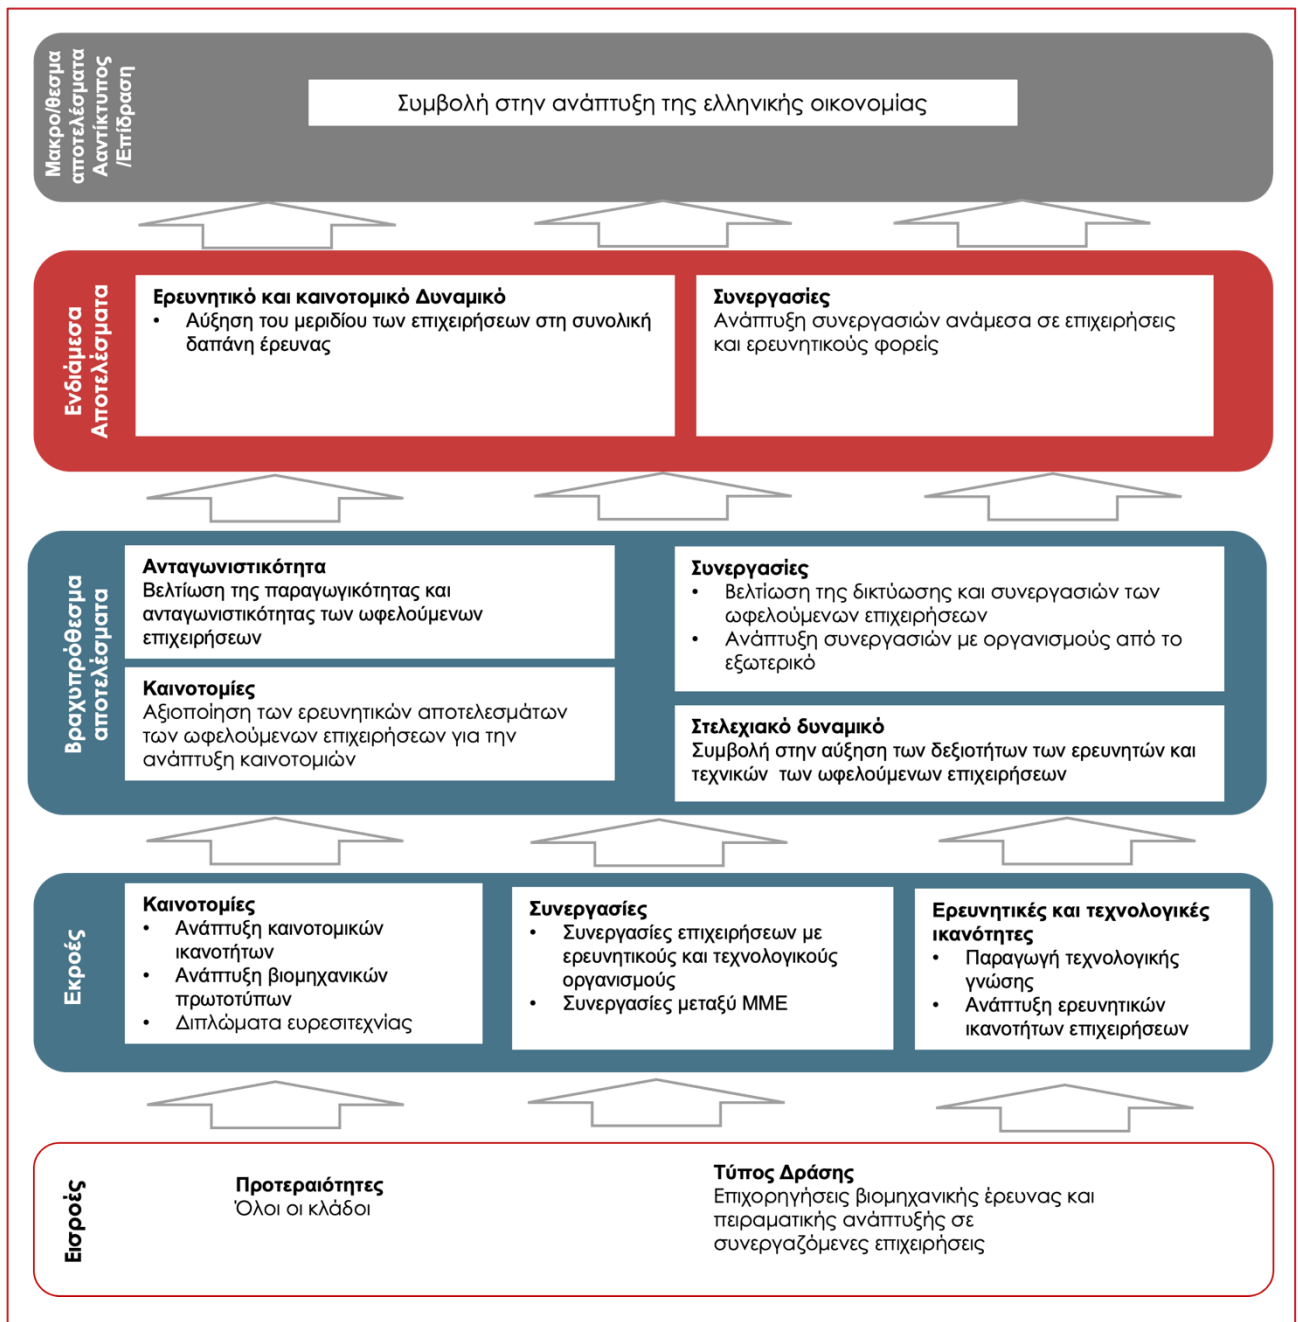 Μακρο/θεσμα
αποτελέσματα
Ααντίκτυπος
/Επίδραση
Συμβολή στην ανάπτυξη της ελληνικής οικονομίας
Ενδιάμεσα
Αποτελέσματα
Ερευνητικό και καινοτομικό Δυναμικό
• Αύξηση του μεριδίου των επιχειρήσεων στη συνολική
δαπάνη έρευνας
Συνεργασίες
Ανάπτυξη συνεργασιών ανάμεσα σε επιχειρήσεις
και ερευνητικούς φορείς
Βραχυπρόθεσμα
αποτελέσματα
Ανταγωνιστικότητα
Βελτίωση της παραγωγικότητας και
ανταγωνιστικότητας των ωφελούμενων
επιχειρήσεων
Καινοτομίες
Αξιοποίηση των ερευνητικών αποτελεσμάτων
των ωφελούμενων επιχειρήσεων για την
ανάπτυξη καινοτομιών
Συνεργασίες
• Βελτίωση της δικτύωσης και συνεργασιών των
ωφελούμενων επιχειρήσεων
• Ανάπτυξη συνεργασιών με οργανισμούς από το
εξωτερικό
Στελεχιακό δυναμικό
Συμβολή στην αύξηση των δεξιοτήτων των ερευνητών και
τεχνικών των ωφελούμενων επιχειρήσεων
Εκροές
Καινοτομίες
• Ανάπτυξη καινοτομικών
ικανοτήτων
• Ανάπτυξη βιομηχανικών
πρωτοτύπων
• Διπλώματα ευρεσιτεχνίας
Συνεργασίες
• Συνεργασίες επιχειρήσεων με
ερευνητικούς και τεχνολογικούς
οργανισμούς
• Συνεργασίες μεταξύ ΜΜΕ
Ερευνητικές και τεχνολογικές
ικανότητες
• Παραγωγή τεχνολογικής
γνώσης
• Ανάπτυξη ερευνητικών
ικανοτήτων επιχειρήσεων
Εισροές
Προτεραιότητες
Όλοι οι κλάδοι
Τύπος Δράσης
Επιχορηγήσεις βιομηχανικής έρευνας και
πειραματικής ανάπτυξής σε
συνεργαζόμενες επιχειρήσεις